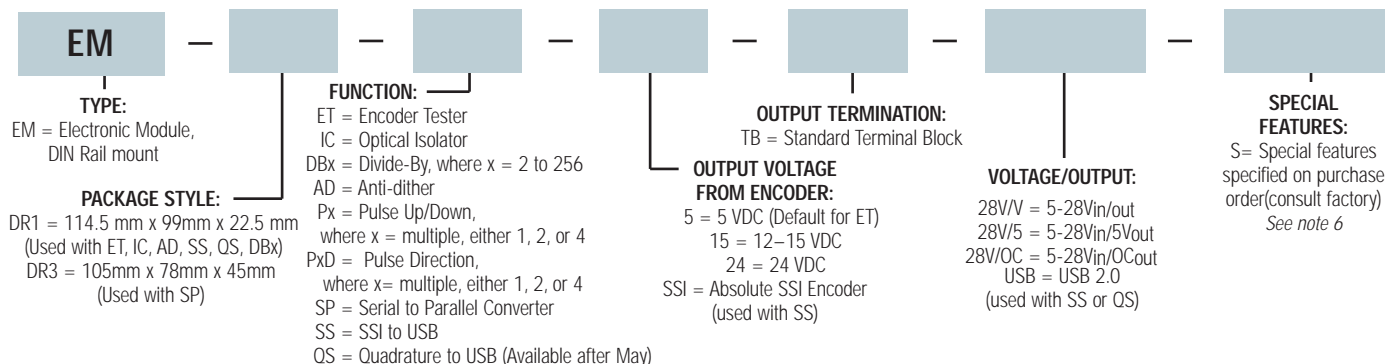 EM — — — — — —
TYPE:
EM = Electronic Module,
DIN Rail mount
PACKAGE STYLE:
DR1 = 114.5 mm x 99mm x 22.5 mm
(Used with ET, IC, AD, SS, QS, DBx)
DR3 = 105mm x 78mm x 45mm
(Used with SP)
FUNCTION:
ET = Encoder Tester
IC = Optical Isolator
DBx = Divide-By, where x = 2 to 256
AD = Anti-dither
Px = Pulse Up/Down,
where x = multiple, either 1, 2, or 4
PxD = Pulse Direction,
where x= multiple, either 1, 2, or 4
SP = Serial to Parallel Converter
SS = SSI to USB
QS = Quadrature to USB (Available after May)
OUTPUT VOLTAGE
FROM ENCODER:
5 = 5 VDC (Default for ET)
15 = 12–15 VDC
24 = 24 VDC
SSI = Absolute SSI Encoder
(used with SS)
OUTPUT TERMINATION:
TB = Standard Terminal Block
VOLTAGE/OUTPUT:
28V/V = 5-28Vin/out
28V/5 = 5-28Vin/5Vout
28V/OC = 5-28Vin/OCout
USB = USB 2.0
(used with SS or QS)
SPECIAL
FEATURES:
S= Special features
specified on purchase
order(consult factory)
See note 6